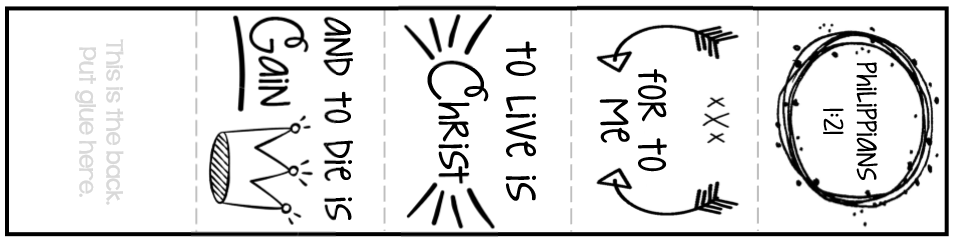 PHiLiPPiANS
1:21
xXx
fOR tO
Me
tO Live iS
CHRiSt
AND tO Die iS
GAiN
This is the back.
Put glue here.